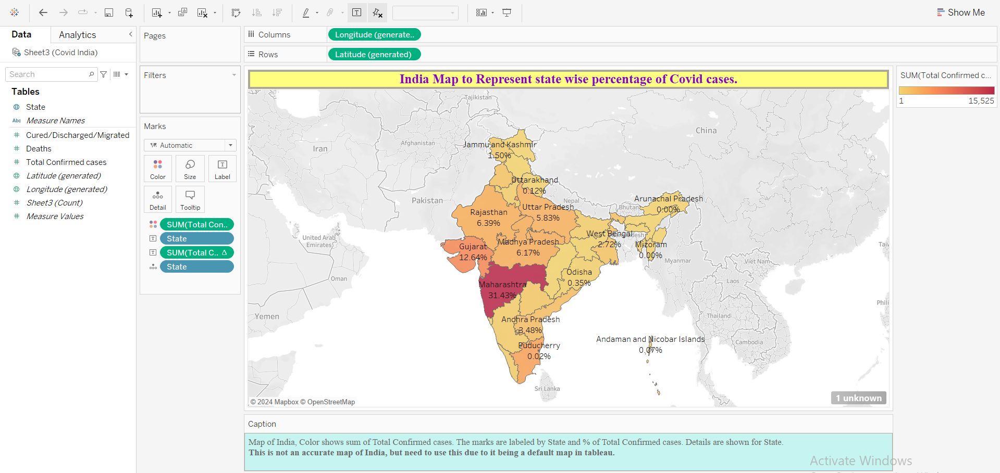 Show Me
Data
Analytics
Sheet3 (Covid India)
Search
Tables
State
Abc Measure Names
Cured/Discharged/Migrated
Deaths
Total Confirmed cases
Latitude (generated)
Longitude (generated)
Sheet3 (Count)
Measure Values
Pages
Filters
Marks
Automatic
Color
Size
Label
Detail
Tooltip
SUM(Total Con..
State
SUM(Total C.. Δ
State
Columns
Longitude (generate..
Rows
Latitude (generated)
India Map to Represent state wise percentage of Covid cases.
Tajikistan
China
Afghanistan
Iran
Jammu and Kashmir
1.50%
Uttarakhand
0.12%
Pakistan
Nepal
Arunachal Pradesh
0.00%
Bhutan
Uttar Pradesh
5.83%
Rajasthan
6.39%
West Bengal
2.72%
Bangladesh
United Arab
Emirates
Madhya Pradesh
6.17%
Gujarat
12.64%
Mizoram
0.00%
Myanmar
Taiv
Viet Nam
Odisha
0.35%
Oman
Laos
Maharashtra
31.43%
Phili
Yemen
Thailand
Andhra Pradesh
3.48%
Andaman and Nicobar Islands
0.07%
Cambodia
Puducherry
0.02%
Sri Lanka
© 2024 Mapbox © OpenStreetMap
1 unknown
SUM(Total Confirmed c...
1
15,525
Caption
Map of India, Color shows sum of Total Confirmed cases. The marks are labeled by State and % of Total Confirmed cases. Details are shown for State.
This is not an accurate map of India, but need to use this due to it being a default map in tableau.
Activate Windows